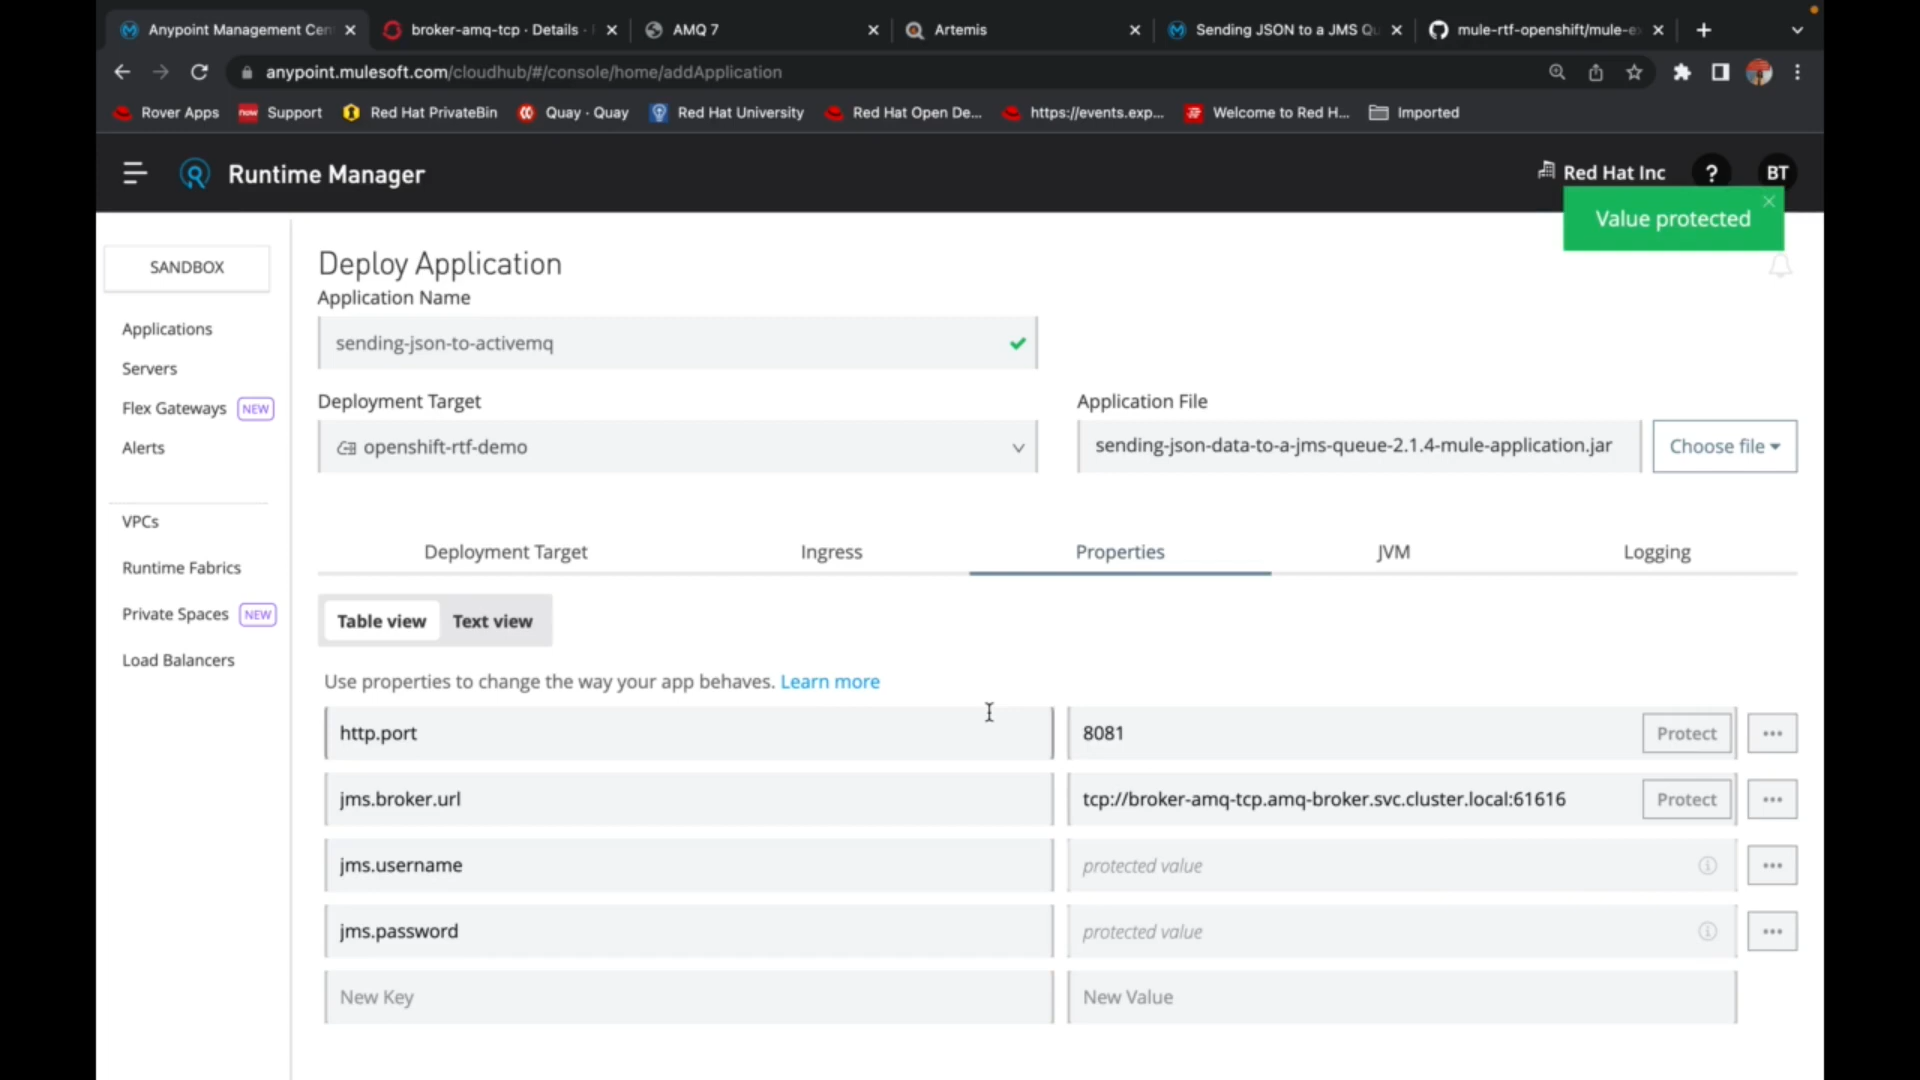 Anypoint Management Cen
broker-amq-tcp · Details ·
AMQ 7
Artemis
Sending JSON to a JMS Qu
mule-rtf-openshift/mule-e
anypoint.mulesoft.com/cloudhub/#/console/home/addApplication
Rover Apps
now Support
Red Hat PrivateBin
Quay · Quay
Red Hat University
Red Hat Open De...
https://events.exp...
Welcome to Red H...
Imported
Runtime Manager
Red Hat Inc
?
BT
Value protected
SANDBOX
Applications
Servers
Flex Gateways NEW
Alerts
VPCs
Runtime Fabrics
Private Spaces NEW
Load Balancers
Deploy Application
Application Name
sending-json-to-activemq
Deployment Target
openshift-rtf-demo
Application File
sending-json-data-to-a-jms-queue-2.1.4-mule-application.jar
Choose file
Deployment Target
Ingress
Properties
JVM
Logging
Table view
Text view
Use properties to change the way your app behaves. Learn more
http.port
8081
Protect
jms.broker.url
tcp://broker-amq-tcp.amq-broker.svc.cluster.local:61616
Protect
jms.username
protected value
jms.password
protected value
New Key
New Value